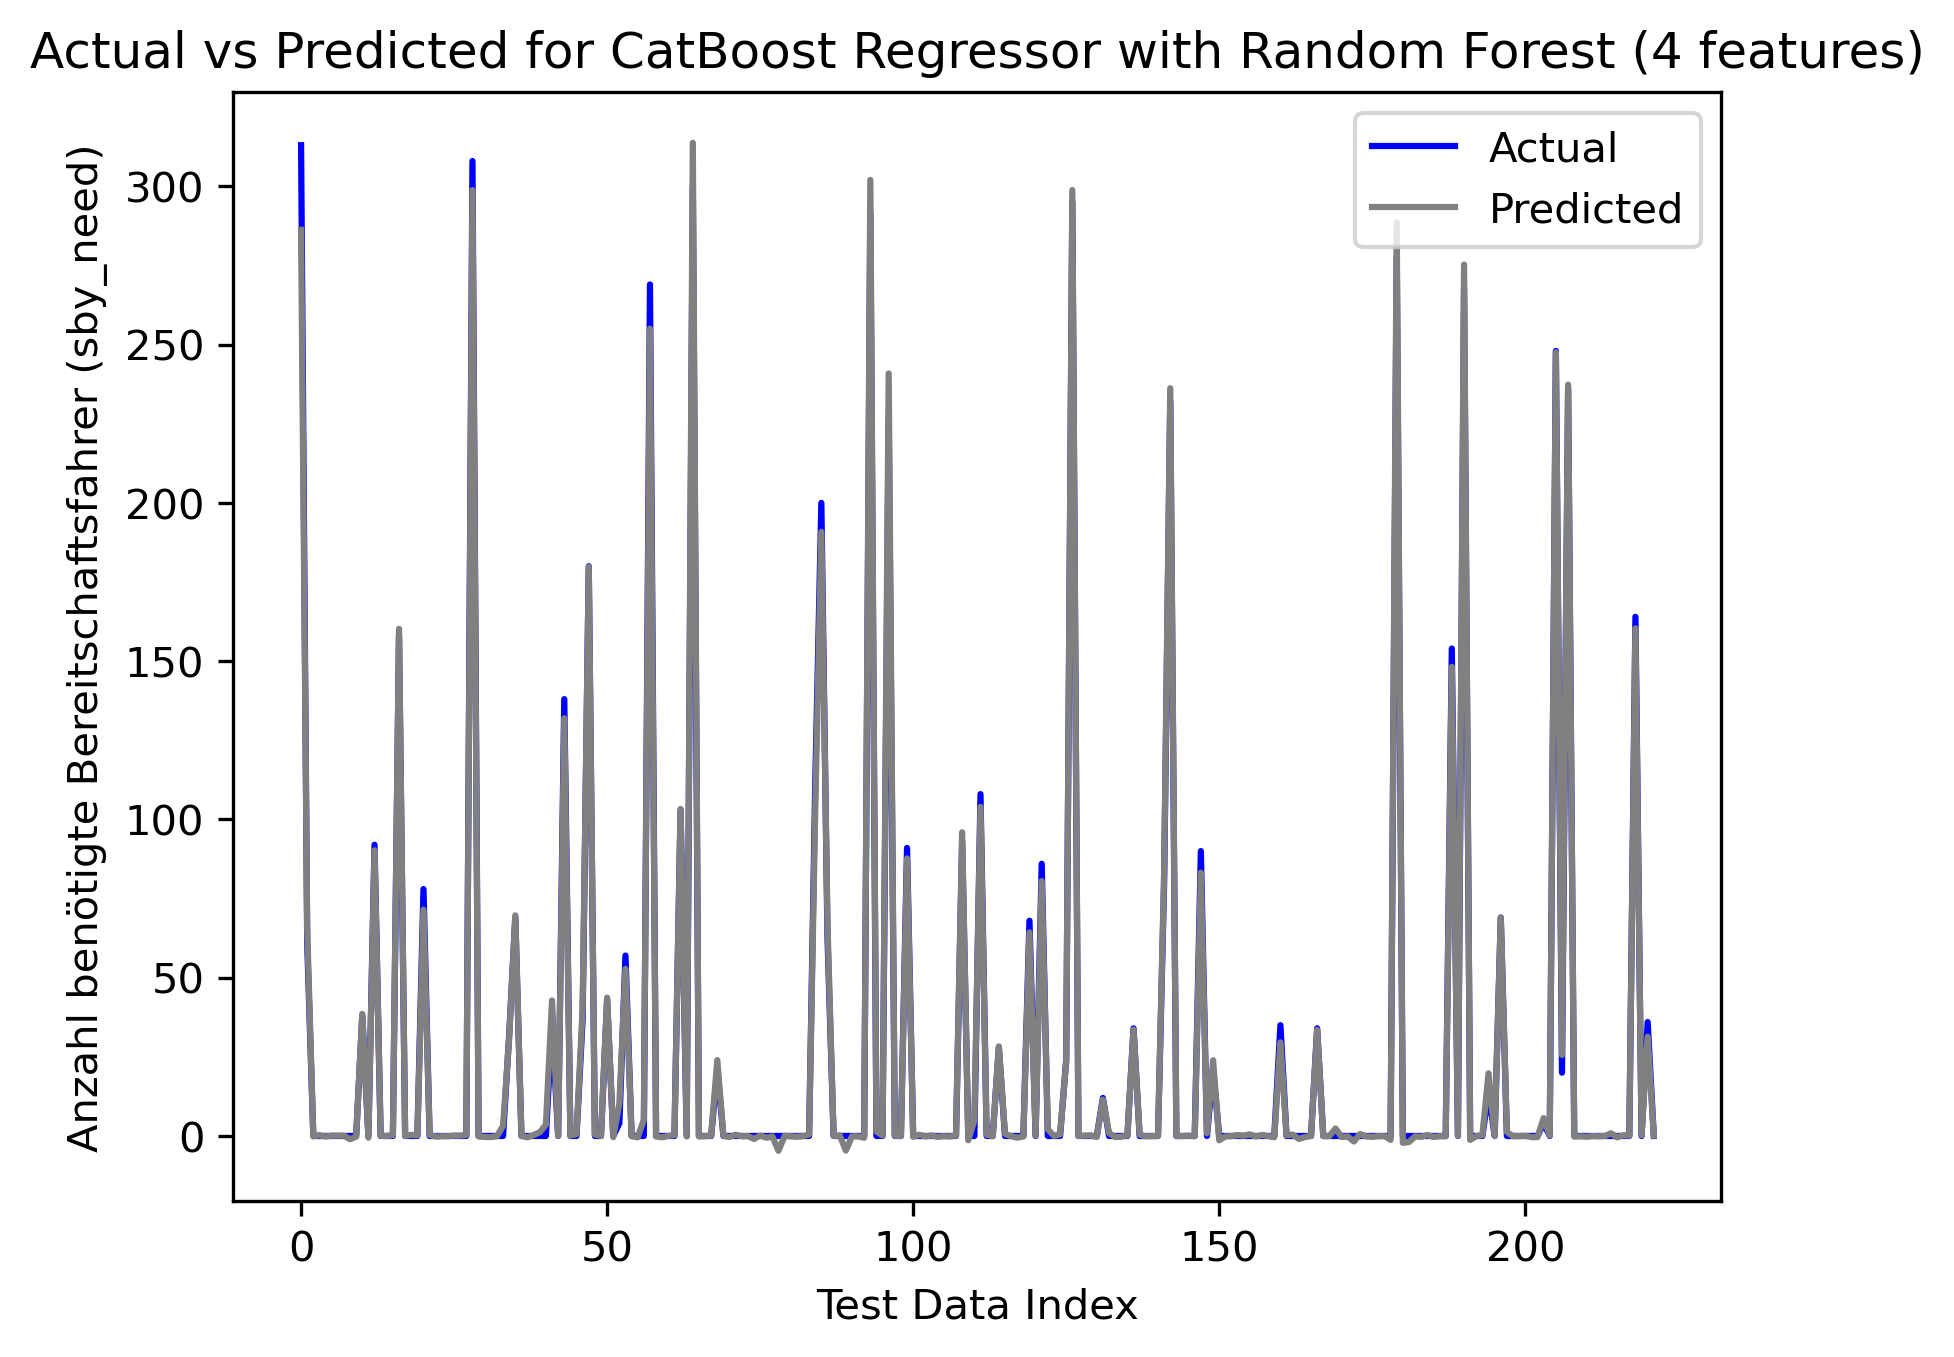 Actual vs Predicted for CatBoost Regressor with Random Forest (4 features)
Actual
Predicted
Anzahl benötigte Bereitschaftsfahrer (sby_need)
300
250
200
150
100
50
0
0 50 100 150 200
Test Data Index